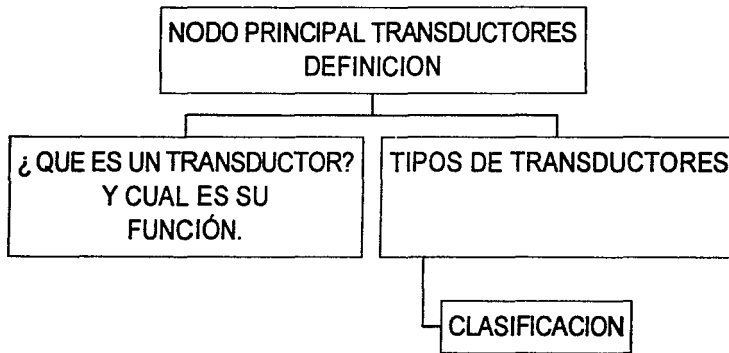 NODO PRINCIPAL TRANSDUCTORES
DEFINICION
¿ QUE ES UN TRANSDUCTOR?
Y CUAL ES SU
FUNCIÓN.
TIPOS DE TRANSDUCTORES
CLASIFICACION